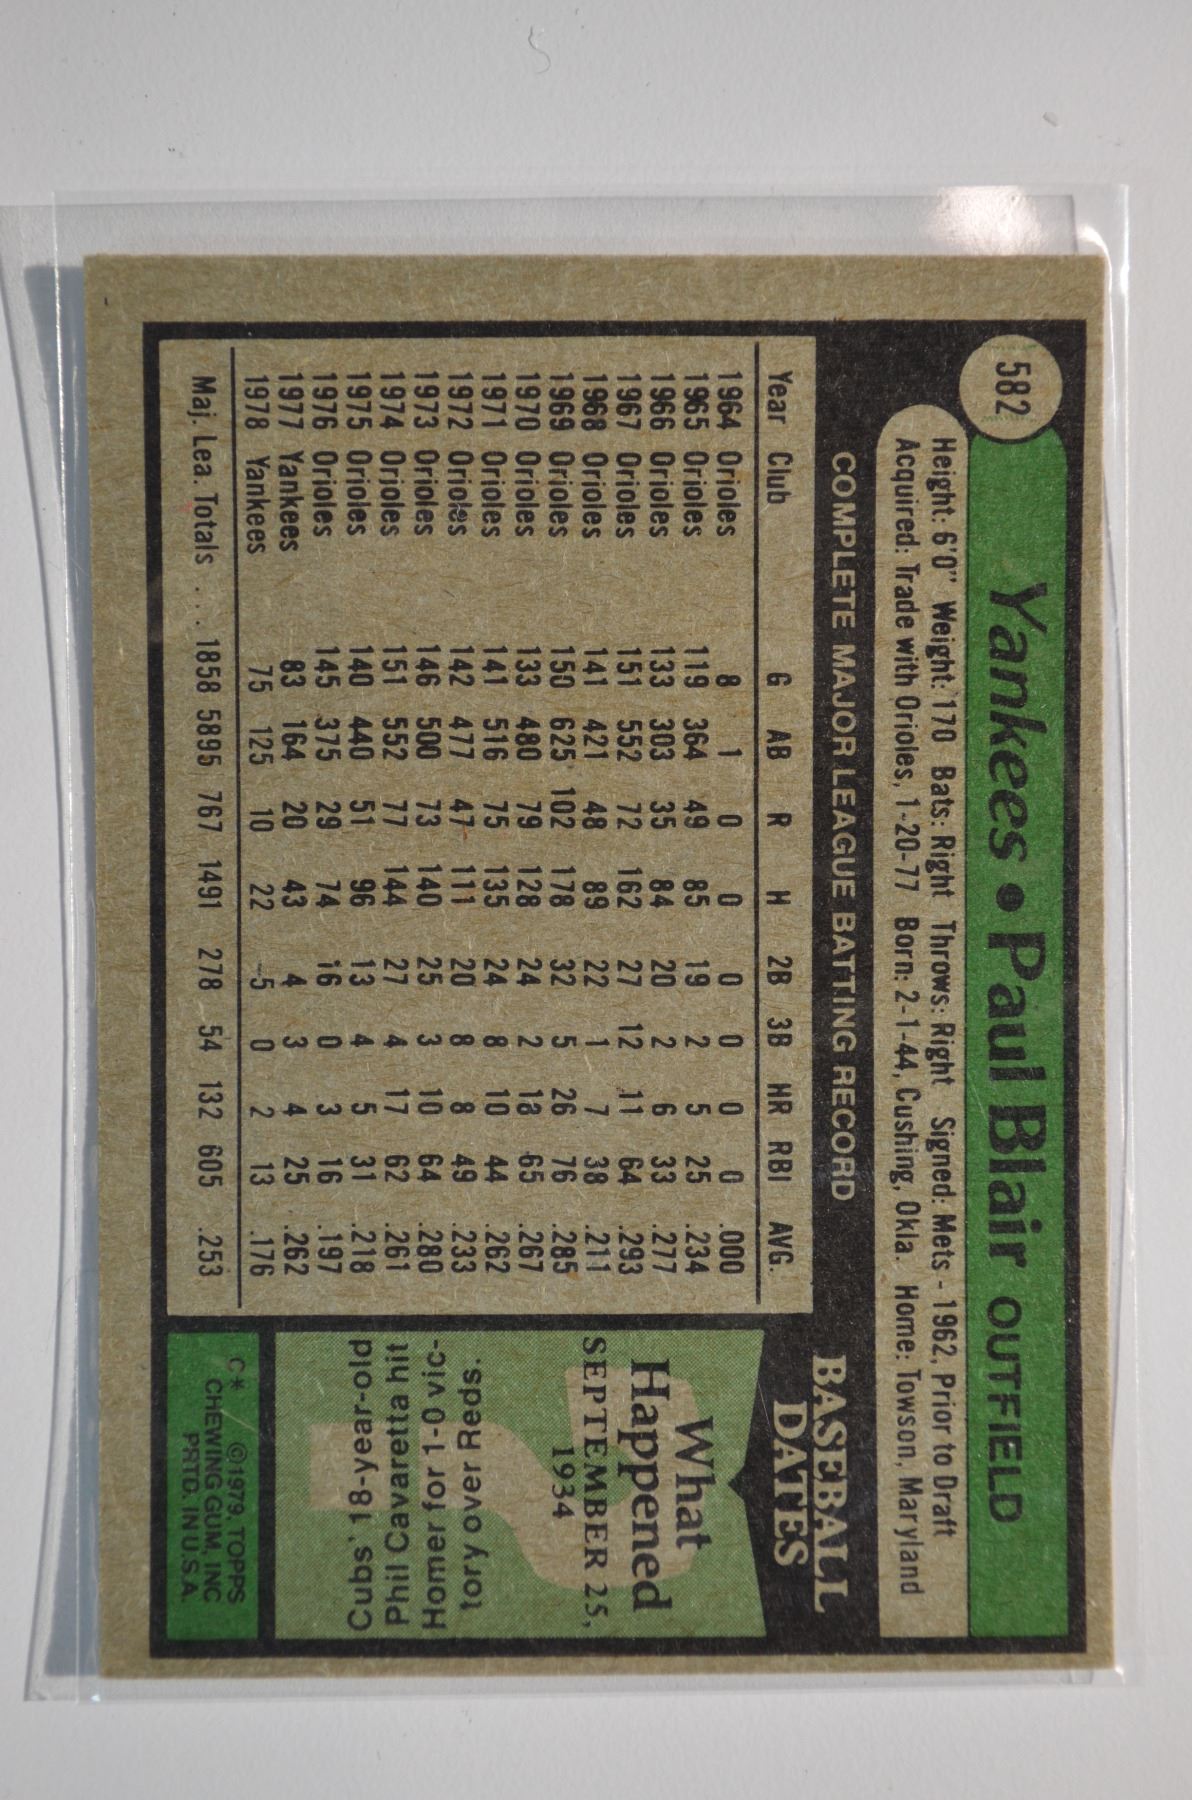 582
Yankees • Paul Blair OUTFIELD
Height: 6'0" Weight: 170 Bats: Right Throws: Right Signed: Mets - 1962, Prior to Draft
Acquired: Trade with Orioles, 1-20-77 Born: 2-1-44, Cushing, Okla. Home: Towson, Maryland
COMPLETE MAJOR LEAGUE BATTING RECORD
Year Club G AB R H 2B 3B HR RBI AVG.
1964 Orioles 8 1 0 0 0 0 0 0 .000
1965 Orioles 119 364 49 85 19 2 5 25 .234
1966 Orioles 133 303 35 84 20 2 6 33 .277
1967 Orioles 151 552 72 162 27 12 11 64 .293
1968 Orioles 141 421 48 89 22 1 7 38 .211
1969 Orioles 150 625 102 178 32 5 26 76 .285
1970 Orioles 133 480 79 128 24 2 18 65 .267
1971 Orioles 141 516 75 135 24 8 10 44 .262
1972 Orioles 142 477 47 111 20 8 8 49 .233
1973 Orioles 146 500 73 140 25 3 10 64 .280
1974 Orioles 151 552 77 144 27 4 17 62 .261
1975 Orioles 140 440 51 96 13 4 5 31 .218
1976 Orioles 145 375 29 74 16 0 3 16 .197
1977 Yankees 83 164 20 43 4 3 4 25 .262
1978 Yankees 75 125 10 22 5 0 2 13 .176
Maj. Lea. Totals . . . 1858 5895 767 1491 278 54 132 605 .253
BASEBALL
DATES
What
Happened
SEPTEMBER 25,
1934
Cubs' 18-year-old
Phil Cavaretta hit
Homer for 1-0 vic-
tory over Reds.
C* ©1979, TOPPS
CHEWING GUM, INC
PRTD. IN U.S.A.